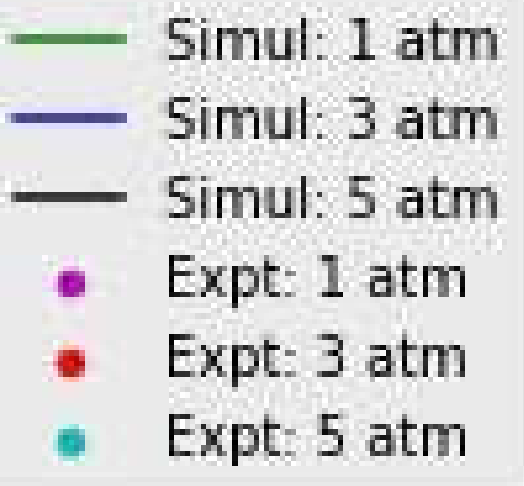 Simul: 1 atm
Simul: 3 atm
Simul: 5 atm
Expt: 1 atm
Expt: 3 atm
Expt: 5 atm